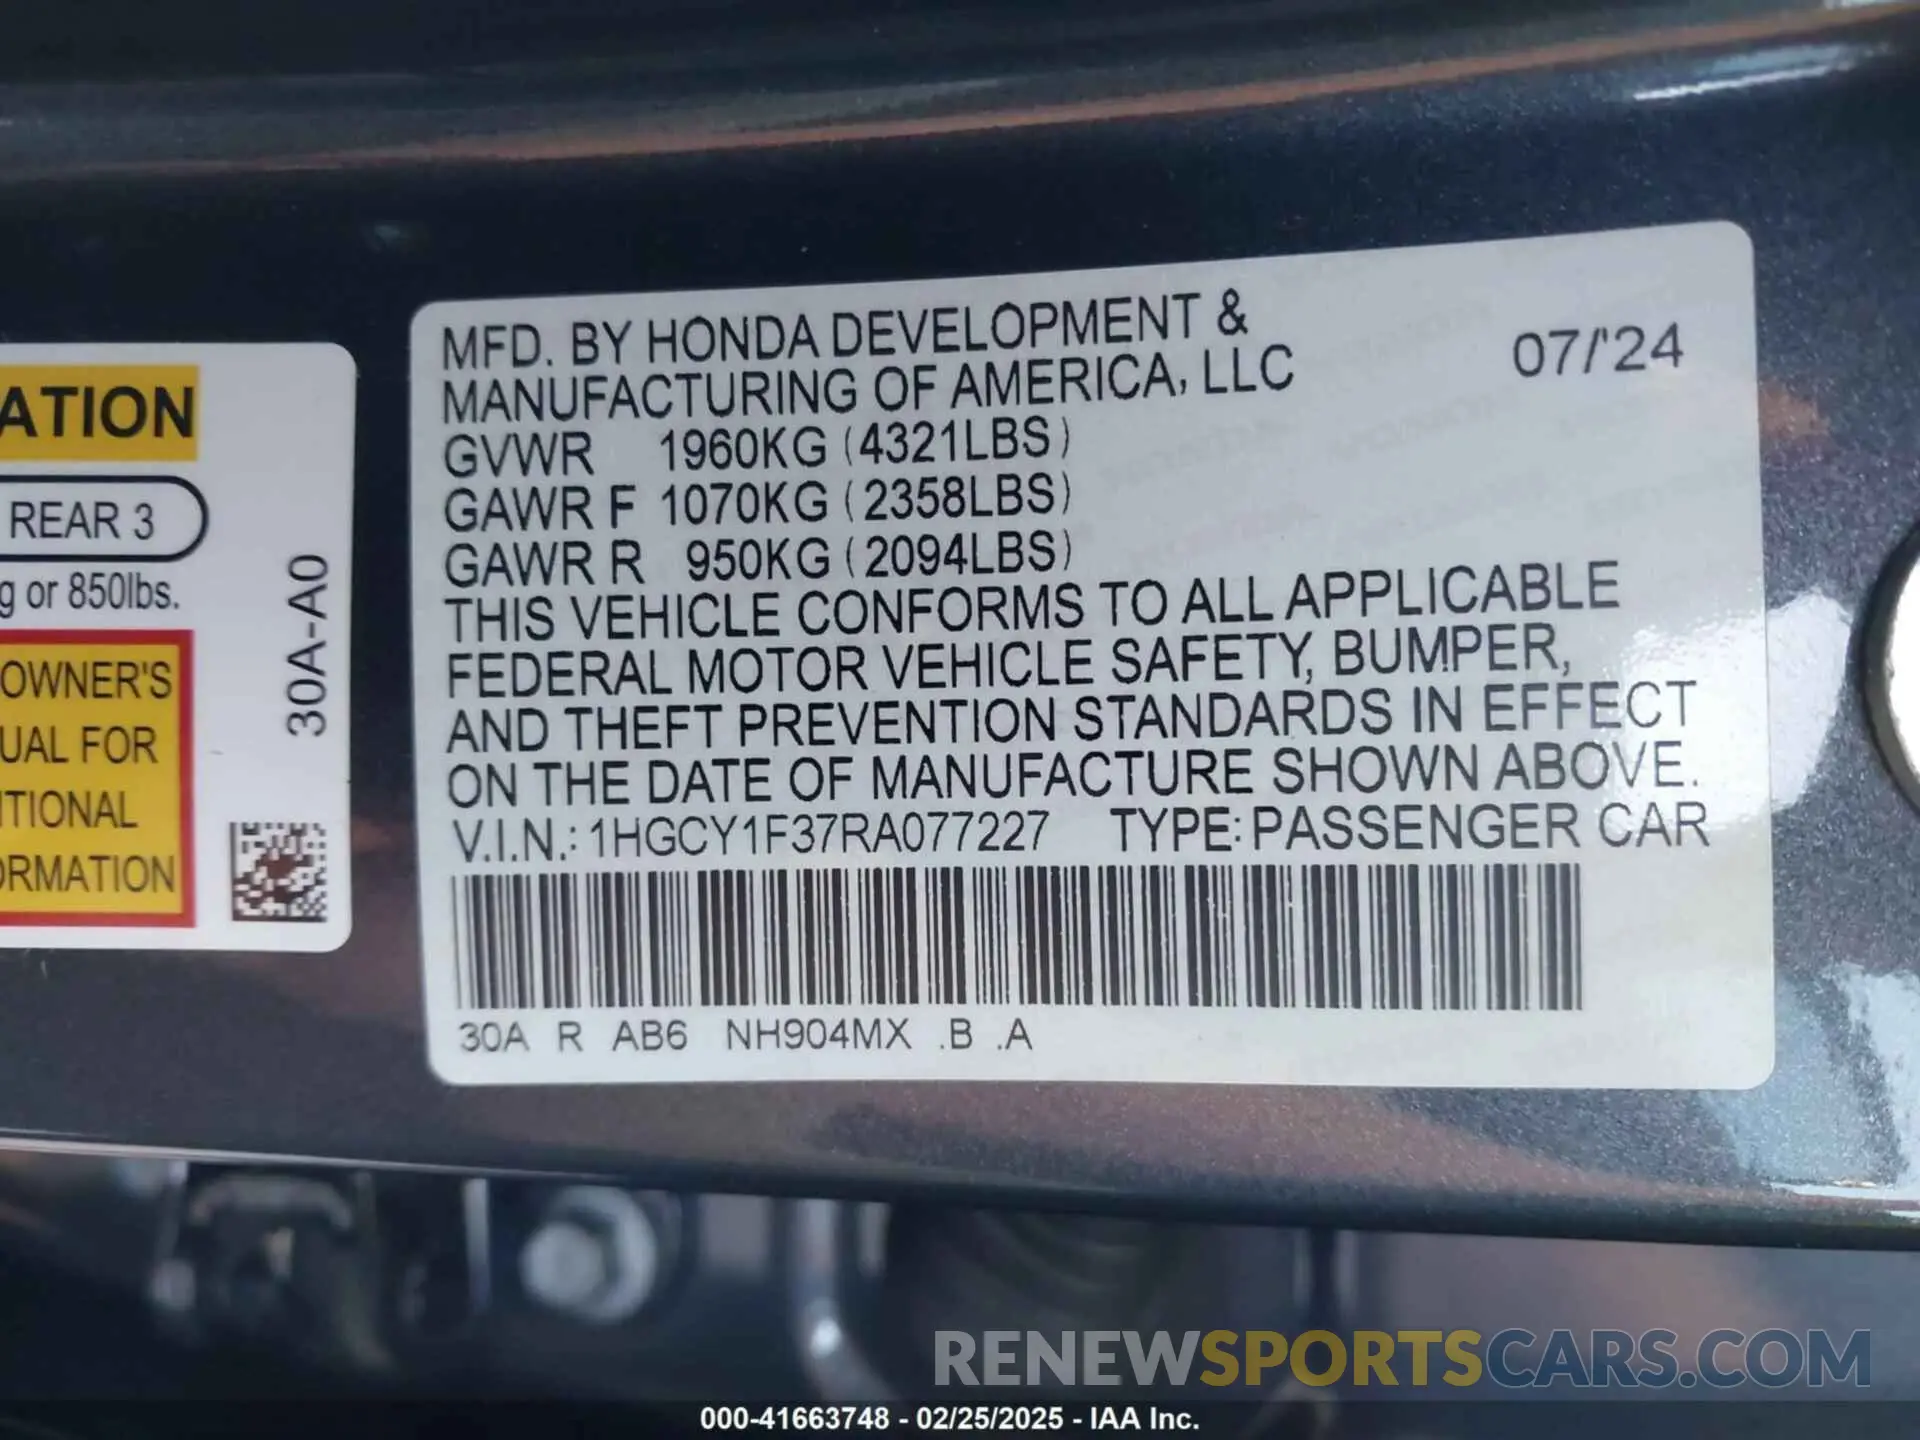 ATION
REAR 3
g or 850lbs.
OWNER'S
UAL FOR
ITIONAL
ORMATION
30A-A0
MFD. BY HONDA DEVELOPMENT &
MANUFACTURING OF AMERICA, LLC
07/'24
GVWR 1960KG (4321LBS)
GAWR F 1070KG (2358LBS)
GAWR R 950KG (2094LBS)
THIS VEHICLE CONFORMS TO ALL APPLICABLE
FEDERAL MOTOR VEHICLE SAFETY, BUMPER,
AND THEFT PREVENTION STANDARDS IN EFFECT
ON THE DATE OF MANUFACTURE SHOWN ABOVE.
V.I.N.: 1HGCY1F37RA077227 TYPE: PASSENGER CAR
30A R AB6 NH904MX .B .A
RENEWSPORTSCARS.COM
000-41663748 - 02/25/2025 - IAA Inc.